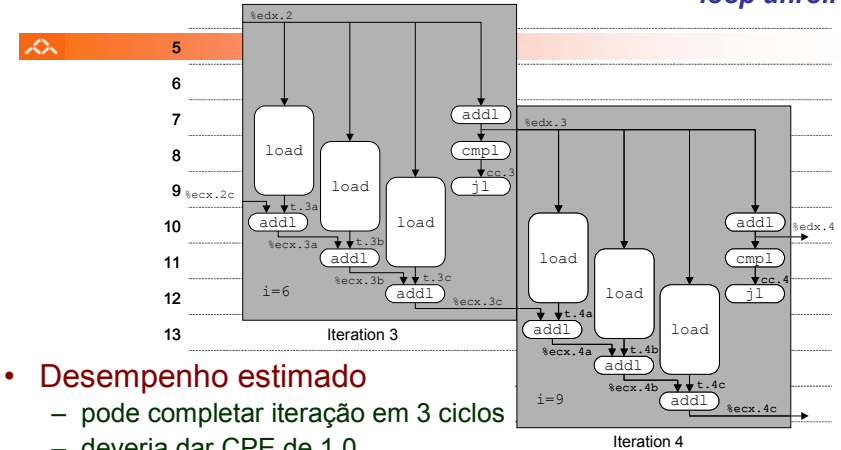 loop unroll
%edx.2
5
6
7
addl
%edx.3
8
load
cmpl
cc.3
9
%ecx.2c
load
jl
t.3a
load
10
addl
t.3b
addl
%edx.4
%ecx.3a
11
addl
load
cmpl
%ecx.3b
t.3c
cc.4
12
i=6
addl
load
jl
%ecx.3c
t.4a
13
Iteration 3
addl
load
%ecx.4a
t.4b
• Desempenho estimado
addl
%ecx.4b
t.4c
– pode completar iteração em 3 ciclos
i=9
addl
%ecx.4c
– deveria dar CPE de 1.0
Iteration 4